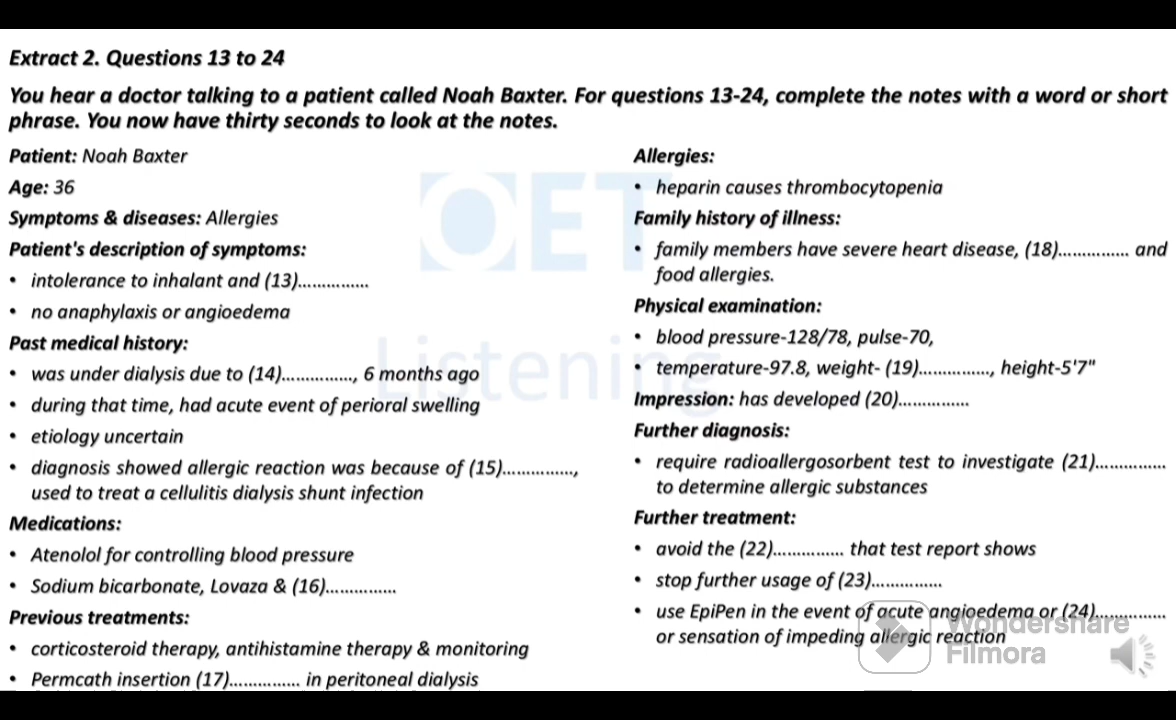 Extract 2. Questions 13 to 24
You hear a doctor talking to a patient called Noah Baxter. For questions 13-24, complete the notes with a word or short
phrase. You now have thirty seconds to look at the notes.
Patient: Noah Baxter
Age: 36
Symptoms & diseases: Allergies
Patient's description of symptoms:
• intolerance to inhalant and (13)……………
• no anaphylaxis or angioedema
Past medical history:
• was under dialysis due to (14)……………, 6 months ago
• during that time, had acute event of perioral swelling
• etiology uncertain
• diagnosis showed allergic reaction was because of (15)……………,
used to treat a cellulitis dialysis shunt infection
Medications:
• Atenolol for controlling blood pressure
• Sodium bicarbonate, Lovaza & (16)……………
Previous treatments:
• corticosteroid therapy, antihistamine therapy & monitoring
• Permcath insertion (17)…………… in peritoneal dialysis
Allergies:
• heparin causes thrombocytopenia
Family history of illness:
• family members have severe heart disease, (18)…………… and
food allergies.
Physical examination:
• blood pressure-128/78, pulse-70,
• temperature-97.8, weight- (19)……………, height-5'7"
Impression: has developed (20)……………
Further diagnosis:
• require radioallergosorbent test to investigate (21)……………
to determine allergic substances
Further treatment:
• avoid the (22)…………… that test report shows
• stop further usage of (23)……………
• use EpiPen in the event of acute angioedema or (24)……………
or sensation of impeding allergic reaction
OET
Listening
Wondershare
Filmora